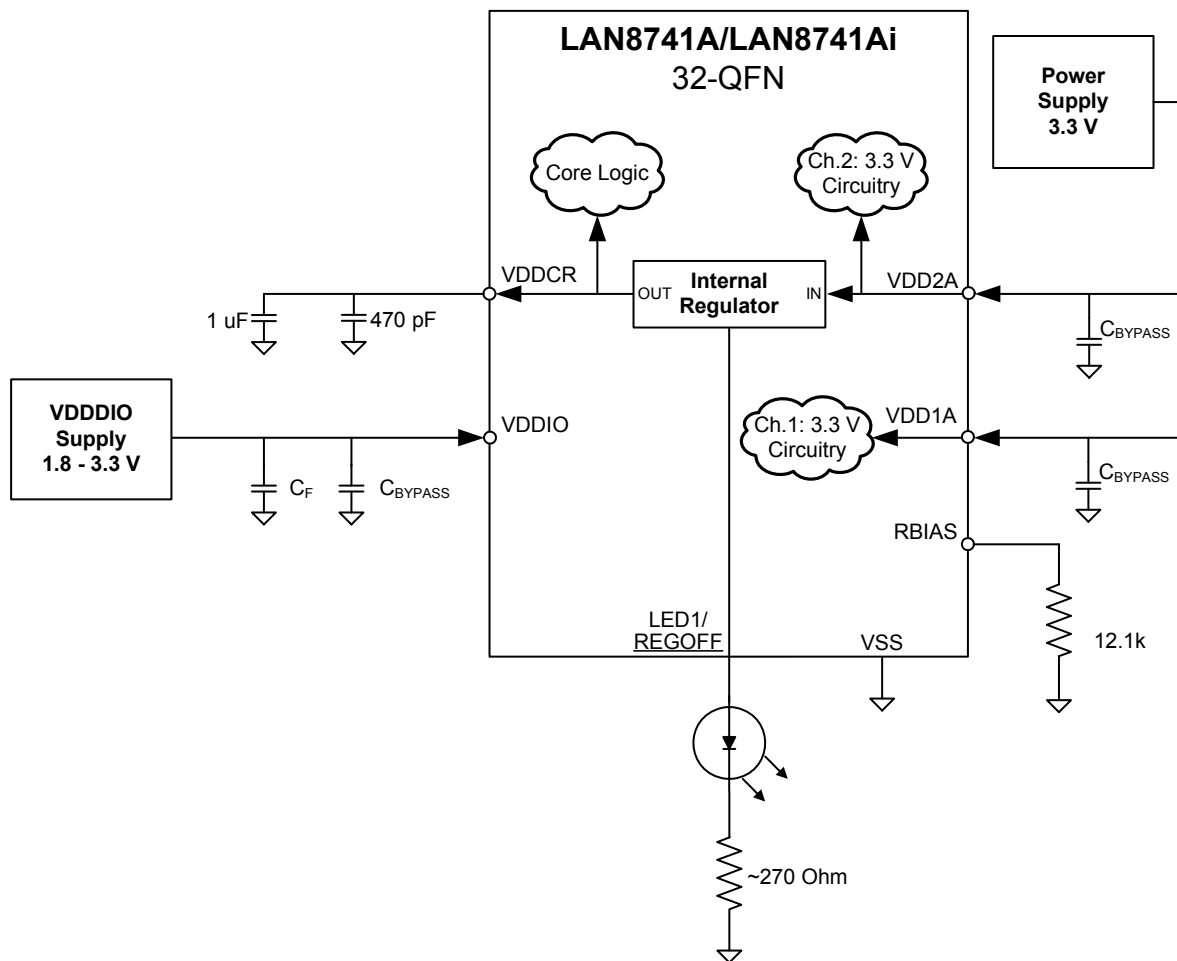 LAN8741A/LAN8741Ai
32-QFN
Power
Supply
3.3 V
Core Logic
Ch.2: 3.3 V
Circuitry
VDDCR
OUT
Internal
Regulator
IN
VDD2A
1 uF
470 pF
CBYPASS
VDDDIO
Supply
1.8 - 3.3 V
VDDIO
Ch.1: 3.3 V
Circuitry
VDD1A
CF
CBYPASS
CBYPASS
RBIAS
LED1/
REGOFF
VSS
12.1k
~270 Ohm